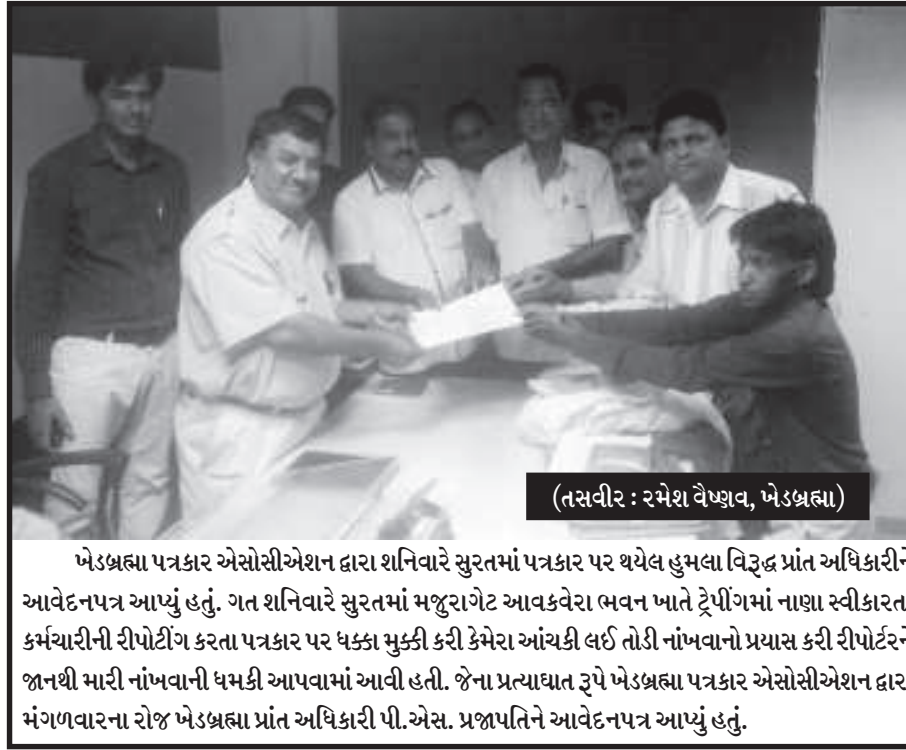 (તસવીર : રમેશ વૈષ્ણવ, ખેડબ્રહ્મા)
ખેડબ્રહ્મા પત્રકાર એસોસીએશન દ્વારા શનિવારે સુરતમાં પત્રકાર પર થયેલ હુમલા વિરૂદ્ધ પ્રાંત અધિકારીને
આવેદનપત્ર આપ્યું હતું. ગત શનિવારે સુરતમાં મજુરાગેટ આવકવેરા ભવન ખાતે ટ્રેપીંગમાં નાણા સ્વીકારતા
કર્મચારીની રીપોર્ટીંગ કરતા પત્રકાર પર ધક્કા મુક્કી કરી કેમેરા આંચકી લઈ તોડી નાંખવાનો પ્રયાસ કરી રીપોર્ટરને
જાનથી મારી નાંખવાની ધમકી આપવામાં આવી હતી. જેના પ્રત્યાઘાત રૂપે ખેડબ્રહ્મા પત્રકાર એસોસીએશન દ્વારા
મંગળવારના રોજ ખેડબ્રહ્મા પ્રાંત અધિકારી પી.એસ. પ્રજાપતિને આવેદનપત્ર આપ્યું હતું.